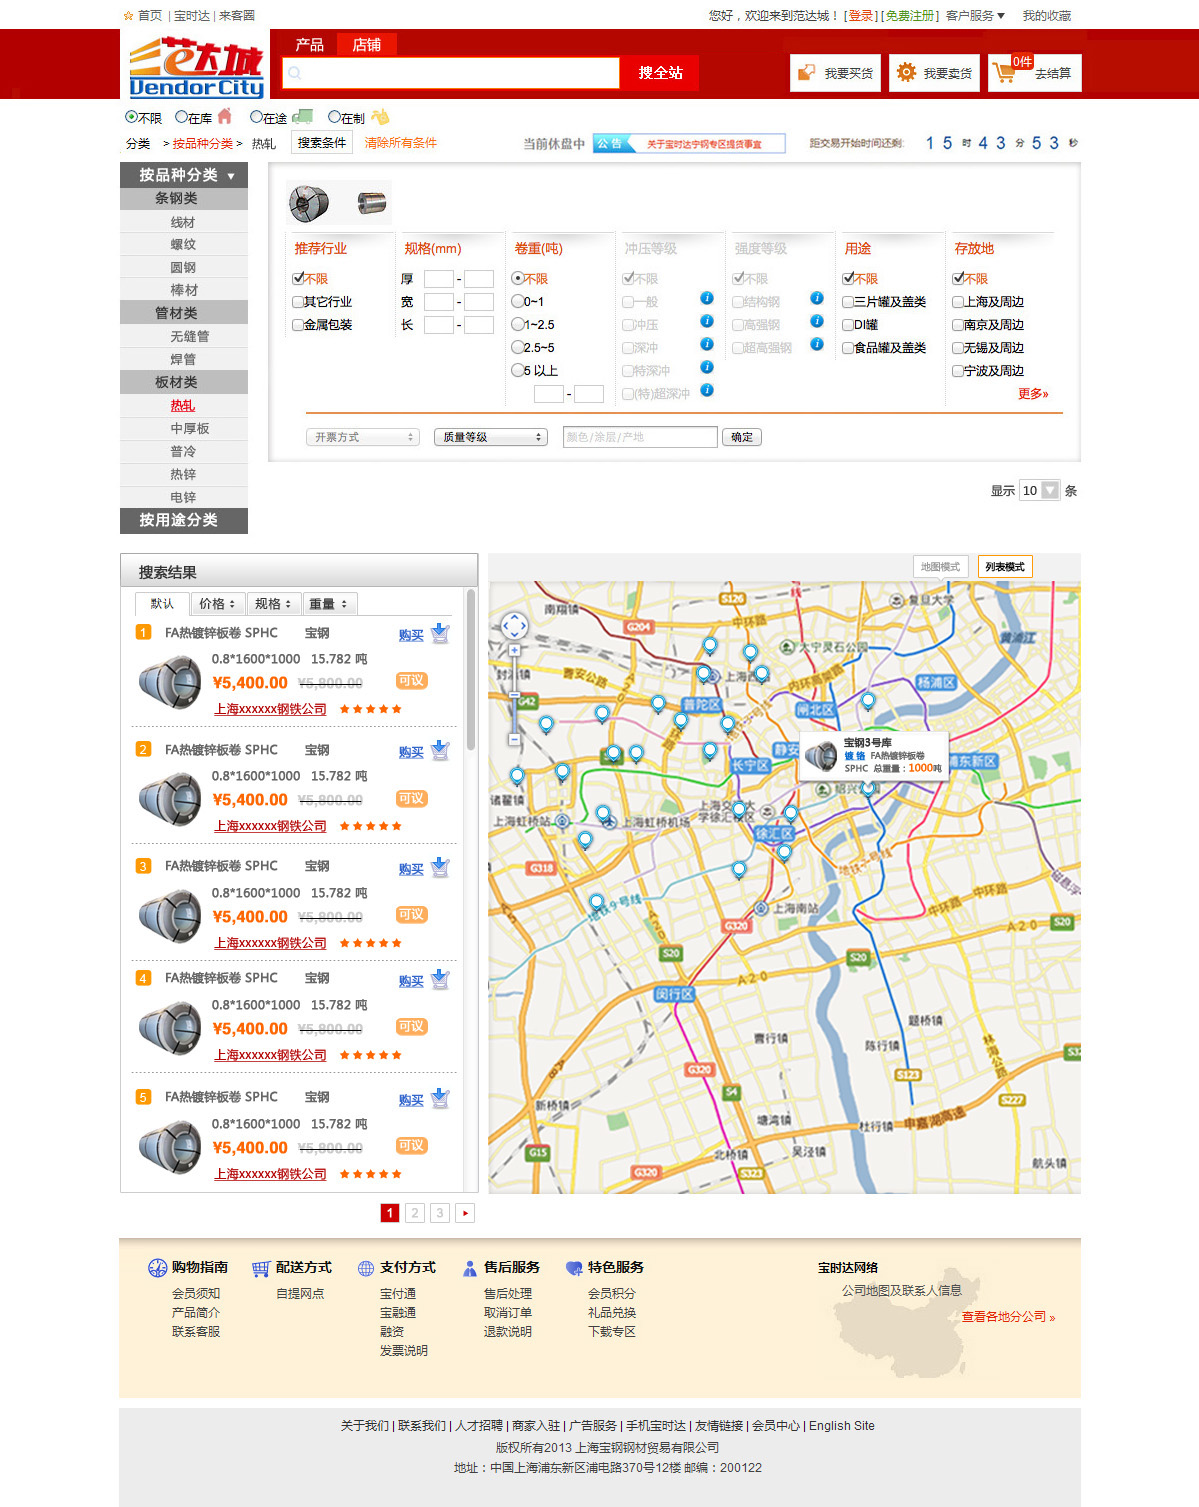 首页 | 宝时达 | 来客圈
您好，欢迎来到范达城！ [登录] [免费注册] 客户服务 我的收藏
范大城
VendorCity
产品 店铺
搜全站
我要买货 我要卖货 0件 去结算
不限 在库 在途 在制
分类 > 按品种分类 > 热轧 搜索条件 清除所有条件
当前休盘中 公告 关于宝时达宁钢专区提货事宜 距交易开始时间还剩： 15 时 43 分 53 秒
按品种分类
条钢类
线材
螺纹
圆钢
棒材
管材类
无缝管
焊管
板材类
热轧
中厚板
普冷
热锌
电锌
按用途分类
推荐行业
不限
其它行业
金属包装
规格(mm)
厚 -
宽 -
长 -
卷重(吨)
不限
0~1
1~2.5
2.5~5
5 以上
-
冲压等级
不限
一般
冲压
深冲
特深冲
(特)超深冲
强度等级
不限
结构钢
高强钢
超高强钢
用途
不限
三片罐及盖类
DI罐
食品罐及盖类
存放地
不限
上海及周边
南京及周边
无锡及周边
宁波及周边
更多»
开票方式 质量等级 颜色/涂层/产地 确定
显示 10 条
搜索结果
默认 价格 规格 重量
1 FA热镀锌板卷 SPHC 宝钢 购买
0.8*1600*1000 15.782 吨
¥5,400.00 ¥5,800.00 可议
上海xxxxxx钢铁公司 ★★★★★
2 FA热镀锌板卷 SPHC 宝钢 购买
0.8*1600*1000 15.782 吨
¥5,400.00 ¥5,800.00 可议
上海xxxxxx钢铁公司 ★★★★★
3 FA热镀锌板卷 SPHC 宝钢 购买
0.8*1600*1000 15.782 吨
¥5,400.00 ¥5,800.00 可议
上海xxxxxx钢铁公司 ★★★★★
4 FA热镀锌板卷 SPHC 宝钢 购买
0.8*1600*1000 15.782 吨
¥5,400.00 ¥5,800.00 可议
上海xxxxxx钢铁公司 ★★★★★
5 FA热镀锌板卷 SPHC 宝钢 购买
0.8*1600*1000 15.782 吨
¥5,400.00 ¥5,800.00 可议
上海xxxxxx钢铁公司 ★★★★★
1 2 3
地图模式 列表模式
南翔镇
S126
G204
中环路
复旦大学
黄浦江
大宁灵石公园
曹安公路
上海西
内环高架路
杨浦区
G42
普陀区
闸北区
宝钢3号库
镀 铬 FA热镀锌板卷
SPHC 总重量：1000吨
静安
长宁区
浦东新区
绍兴公园
诸翟镇
上海虹桥站
上海虹桥机场
上海交通大
学徐汇校区
徐汇区
G318
地铁9号线
上海南站
G320
中环路
A20
S20
S20
S20
A20
闵行区
题桥镇
曹行镇
陈行镇
林海公路
S32
G320
S4
S123
S227
新桥镇
塘湾镇
杜行镇
申嘉湖高速
G15
北桥镇
吴泾镇
G320
S323
航头镇
购物指南
会员须知
产品简介
联系客服
配送方式
自提网点
支付方式
宝付通
宝融通
融资
发票说明
售后服务
售后处理
取消订单
退款说明
特色服务
会员积分
礼品兑换
下载专区
宝时达网络
公司地图及联系人信息
查看各地分公司 »
关于我们 | 联系我们 | 人才招聘 | 商家入驻 | 广告服务 | 手机宝时达 | 友情链接 | 会员中心 | English Site
版权所有2013 上海宝钢钢材贸易有限公司
地址：中国上海浦东新区浦电路370号12楼 邮编：200122